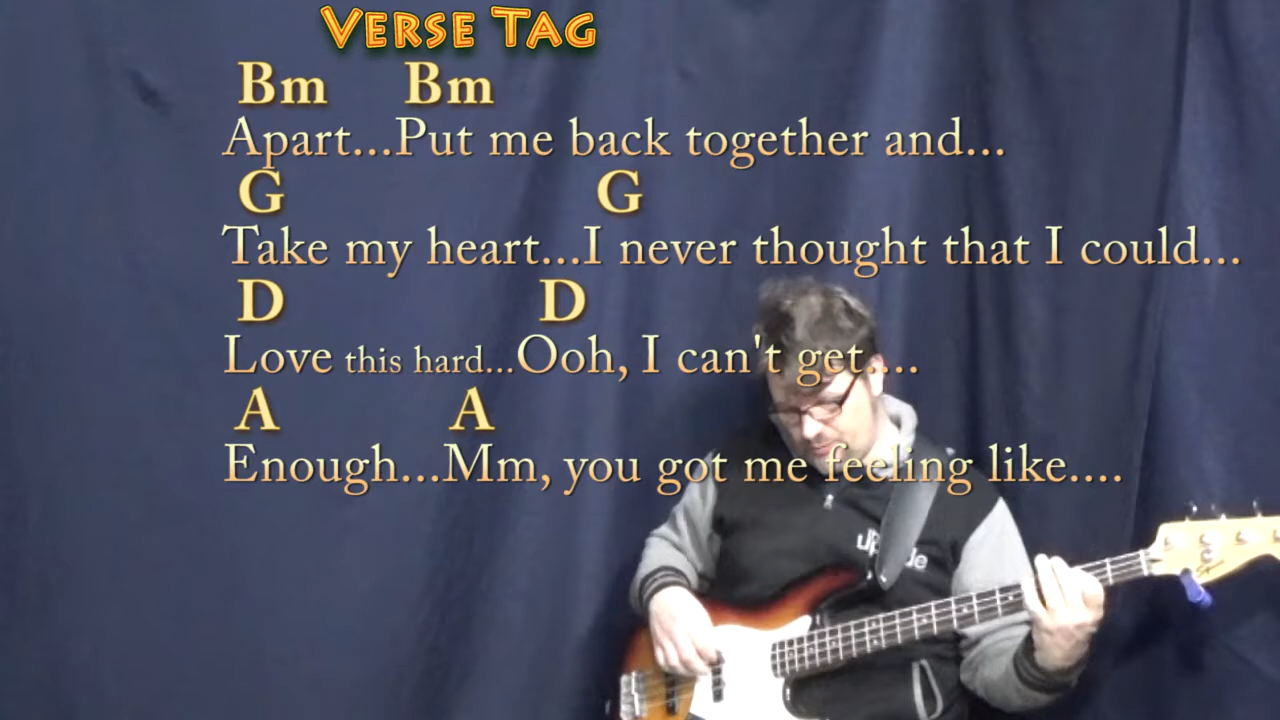 VERSE TAG
Bm Bm
Apart...Put me back together and...
G G
Take my heart...I never thought that I could...
D D
Love this hard...Ooh, I can't get....
A A
Enough...Mm, you got me feeling like....